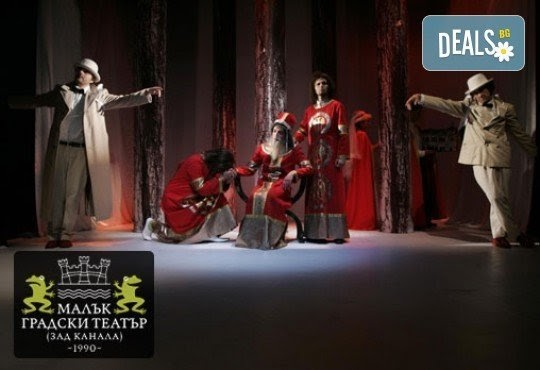 DEALS.BG
МАЛЪК
ГРАДСКИ ТЕАТЪР
(ЗАД КАНАЛА)
~1990~